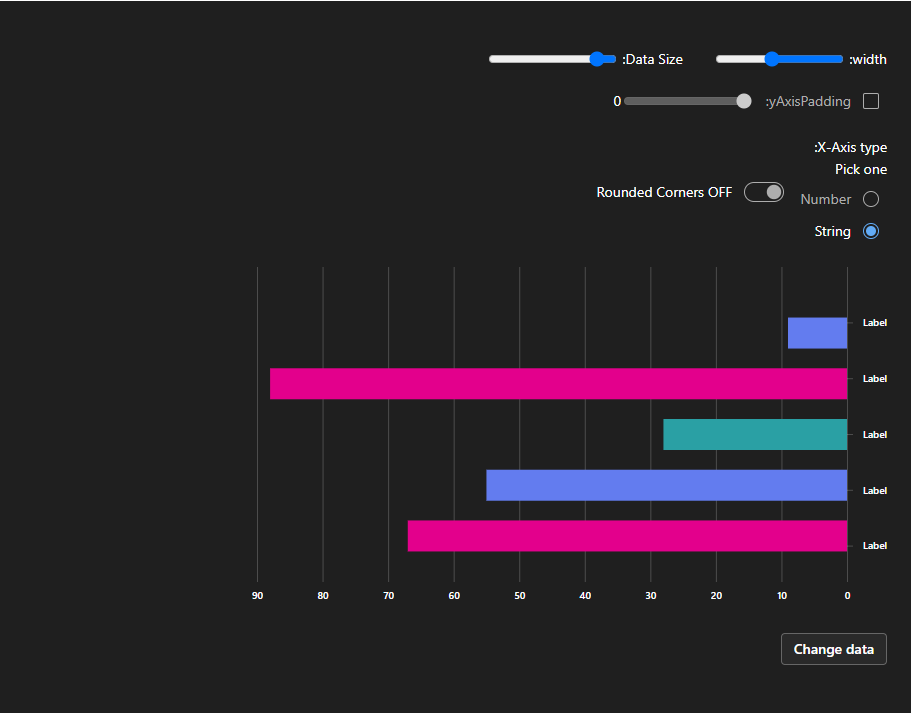 :width
:Data Size
:yAxisPadding
0
:X-Axis type
Pick one
Number
Rounded Corners OFF
String
Label
Label
Label
Label
Label
90 80 70 60 50 40 30 20 10 0
Change data